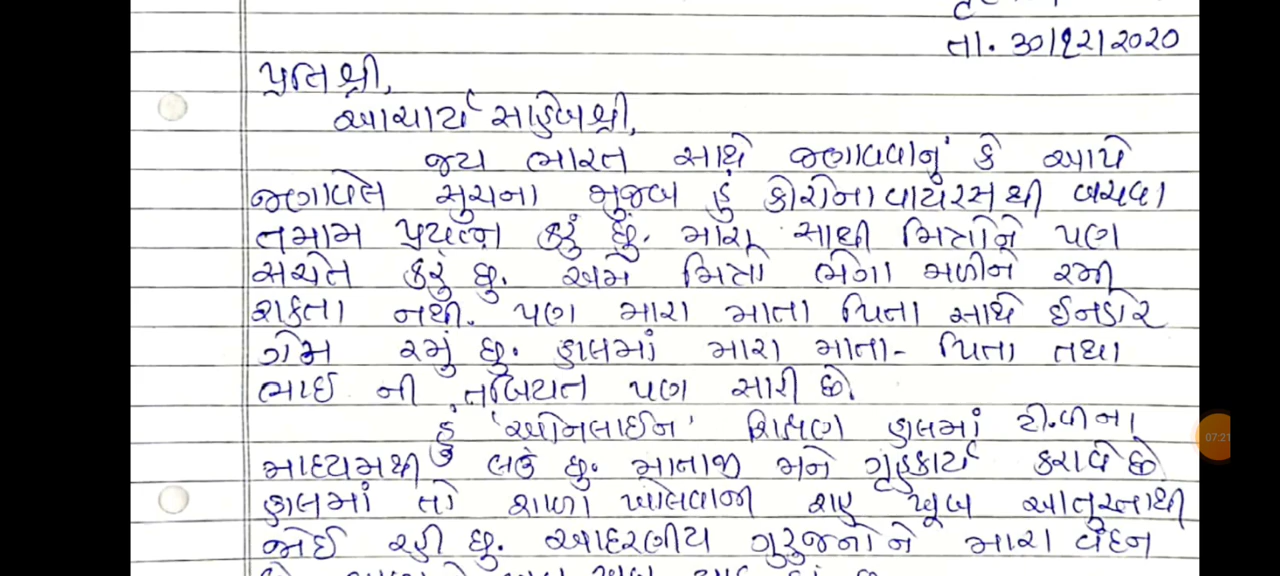 તા. ૩૦/૧૨/૨૦૨૦
પ્રતિ શ્રી,
આચાર્ય સાહેબશ્રી,
જય ભારત સાથે જણાવવાનું કે આપે
જણાવેલ સુચના મુજબ હું કોરોના વાયરસથી બચવા
તમામ પ્રયત્ન કરું છું. મારા સાથી મિત્રોને પણ
સચેત કરું છુ. અમે મિત્રો ભેગા મળીને રમી
શકતા નથી. પણ મારા માતા પિતા સાથે ઈનડોર
ગેમ રમું છુ. હાલમાં મારા માતા- પિતા તથા
ભાઈ ની તબિયત પણ સારી છે.
હું 'ઓનલાઈન' શિક્ષણ હાલમાં ટી.વી ના
માધ્યમથી લઉં છુ. માતાજી મને ગૃહકાર્ય કરાવે છે
હાલમાં તો શાળા ખોલવાની રાહ ખૂબ આતુરતાથી
જોઈ રહી છુ. આદરણીય ગુરુજનોને મારા વંદન
07:21